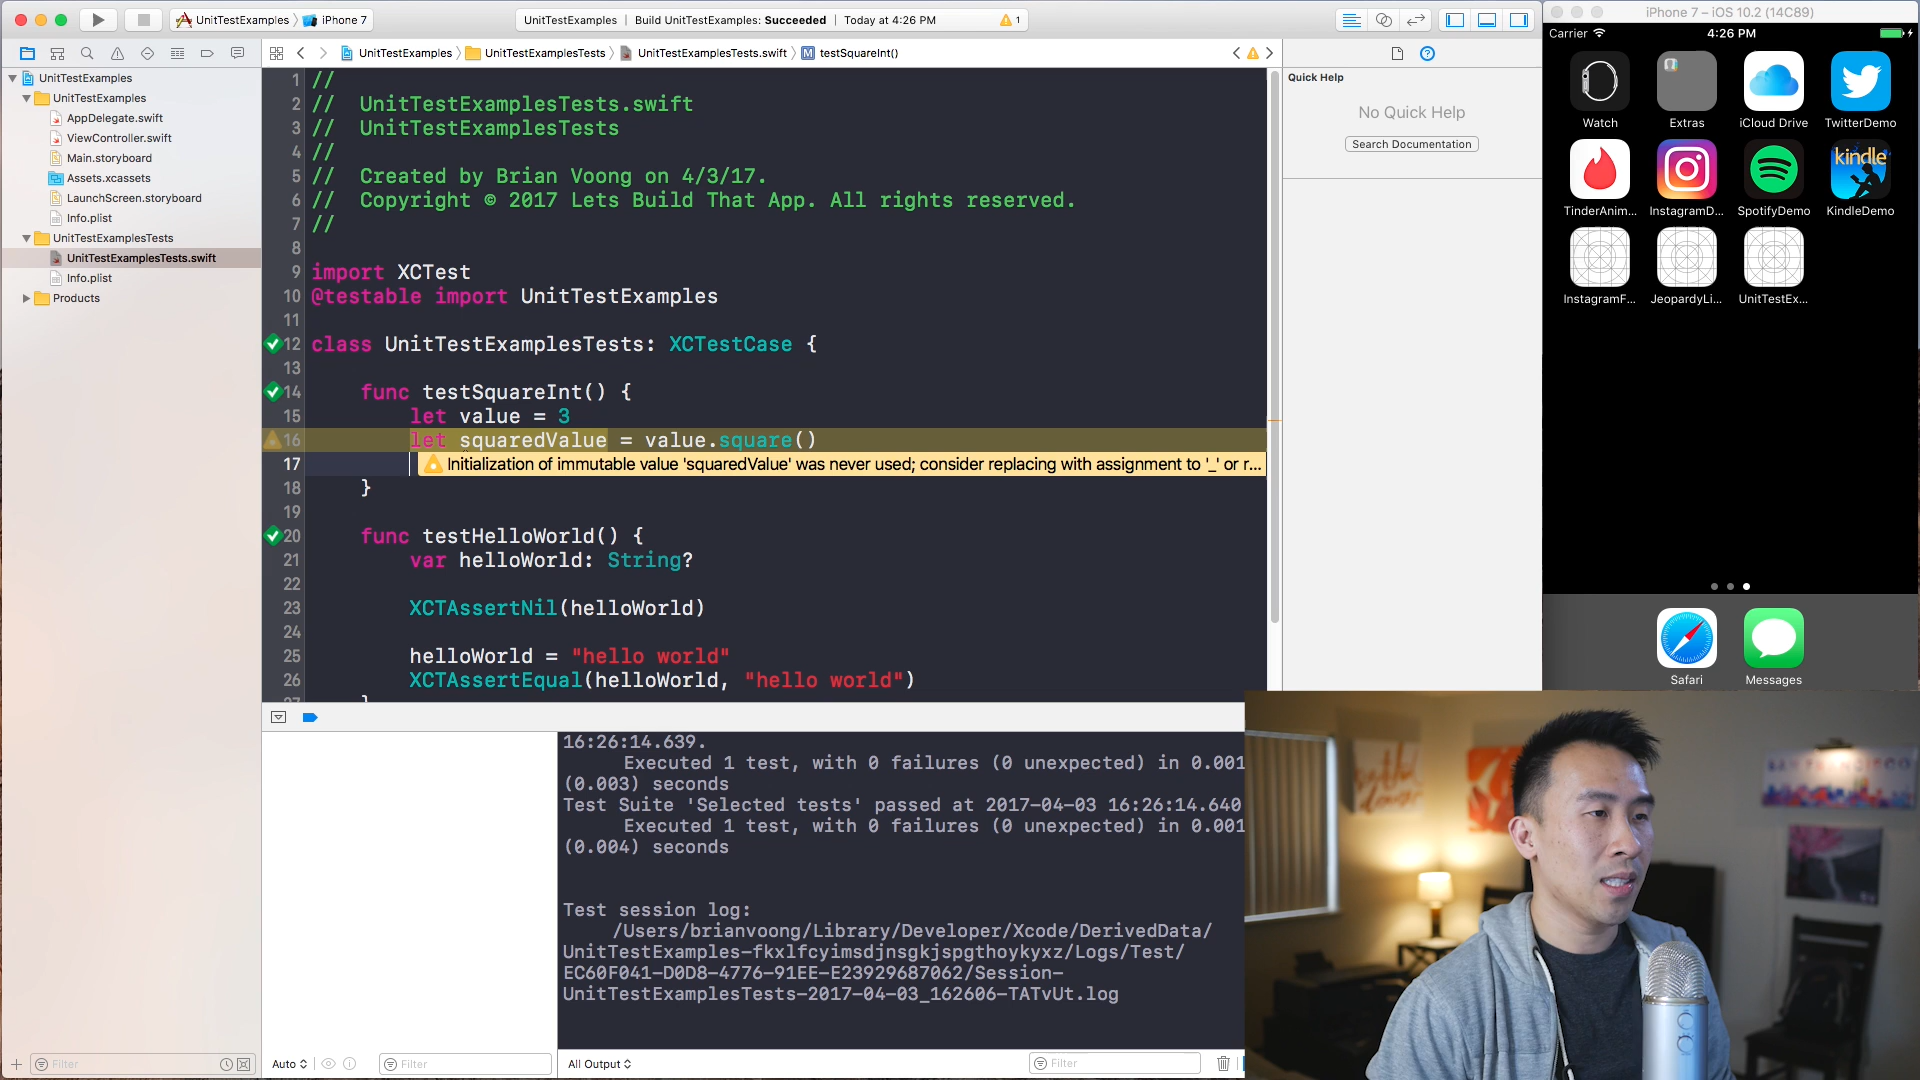 UnitTestExamples
iPhone 7
UnitTestExamples | Build UnitTestExamples: Succeeded | Today at 4:26 PM
1
iPhone 7 – iOS 10.2 (14C89)
UnitTestExamples
UnitTestExamplesTests
UnitTestExamplesTests.swift
M testSquareInt()
UnitTestExamples
UnitTestExamples
AppDelegate.swift
ViewController.swift
Main.storyboard
Assets.xcassets
LaunchScreen.storyboard
Info.plist
UnitTestExamplesTests
UnitTestExamplesTests.swift
Info.plist
Products
Filter
1 //
2 // UnitTestExamplesTests.swift
3 // UnitTestExamplesTests
4 //
5 // Created by Brian Voong on 4/3/17.
6 // Copyright © 2017 Lets Build That App. All rights reserved.
7 //
8
9 import XCTest
10 @testable import UnitTestExamples
11
12 class UnitTestExamplesTests: XCTestCase {
13
14 func testSquareInt() {
15 let value = 3
16 let squaredValue = value.square()
17 Initialization of immutable value 'squaredValue' was never used; consider replacing with assignment to '_' or r...
18 }
19
20 func testHelloWorld() {
21 var helloWorld: String?
22
23 XCTAssertNil(helloWorld)
24
25 helloWorld = "hello world"
26 XCTAssertEqual(helloWorld, "hello world")
Quick Help
No Quick Help
Search Documentation
Carrier
4:26 PM
Watch
Extras
iCloud Drive
TwitterDemo
kindle
TinderAnim...
InstagramD...
SpotifyDemo
KindleDemo
InstagramF...
JeopardyLi...
UnitTestEx...
Safari
Messages
16:26:14.639.
Executed 1 test, with 0 failures (0 unexpected) in 0.001
(0.003) seconds
Test Suite 'Selected tests' passed at 2017-04-03 16:26:14.640
Executed 1 test, with 0 failures (0 unexpected) in 0.001
(0.004) seconds
Test session log:
/Users/brianvoong/Library/Developer/Xcode/DerivedData/
UnitTestExamples-fkxlfcyimsdjnsgkjspgthoykyxz/Logs/Test/
EC60F041-D0D8-4776-91EE-E23929687062/Session-
UnitTestExamplesTests-2017-04-03_162606-TATvUt.log
Auto
Filter
All Output
Filter
SAN FRANCISCO